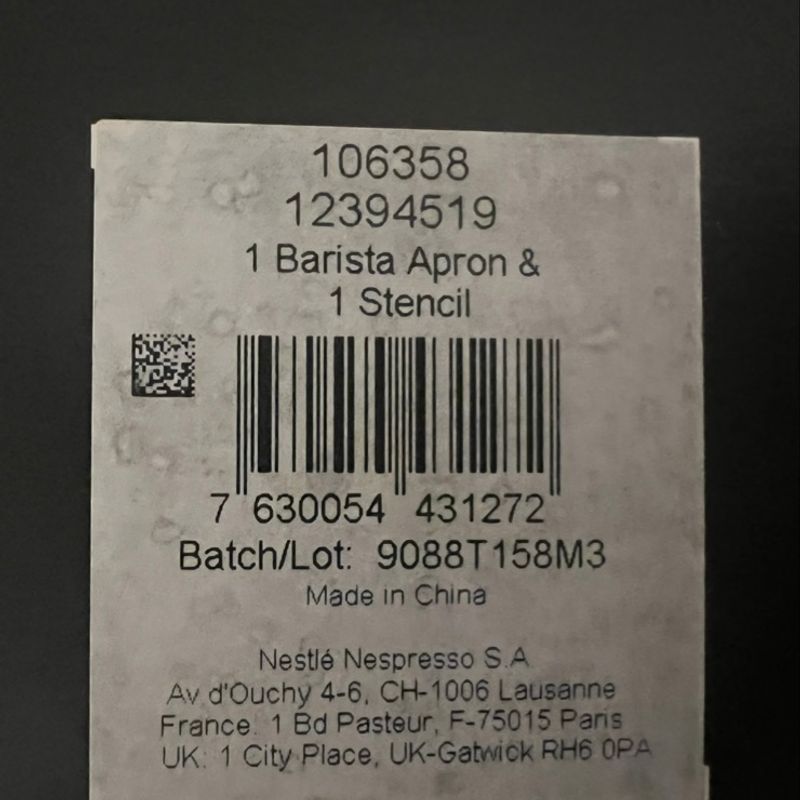 106358
12394519
1 Barista Apron &
1 Stencil
7 630054 431272
Batch/Lot: 9088T158M3
Made in China
Nestlé Nespresso S.A
Av d'Ouchy 4-6, CH-1006 Lausanne
France: 1 Bd Pasteur, F-75015 Paris
UK: 1 City Place, UK-Gatwick RH6 0PA